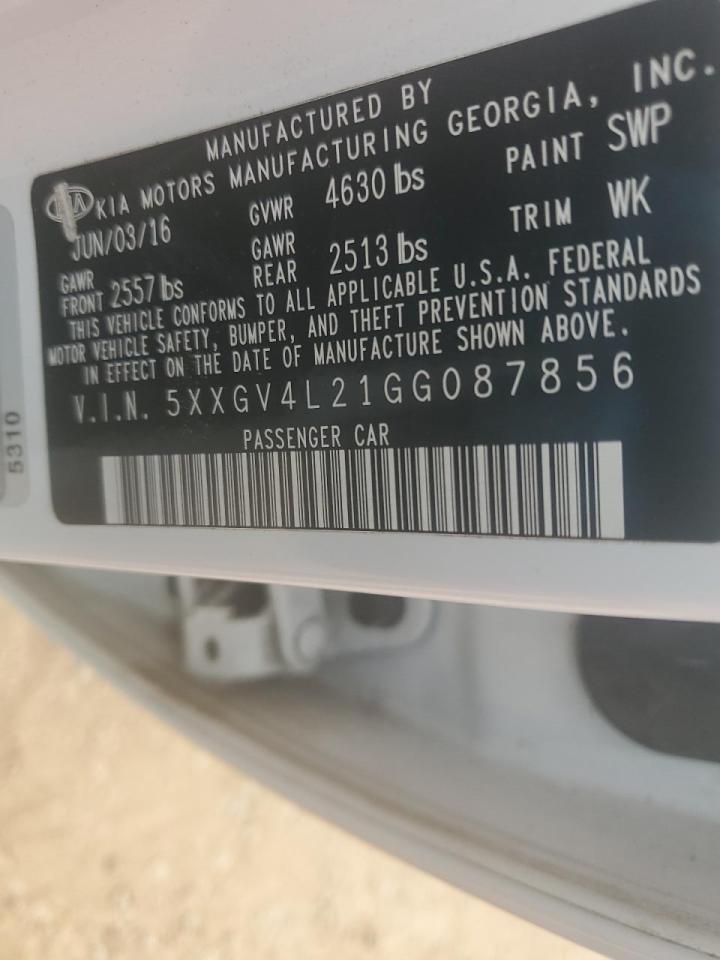 MANUFACTURED BY
KIA KIA MOTORS MANUFACTURING GEORGIA, INC.
JUN/03/16 GVWR 4630 lbs PAINT SWP
GAWR FRONT 2557 lbs GAWR REAR 2513 lbs TRIM WK
THIS VEHICLE CONFORMS TO ALL APPLICABLE U.S.A. FEDERAL
MOTOR VEHICLE SAFETY, BUMPER, AND THEFT PREVENTION STANDARDS
IN EFFECT ON THE DATE OF MANUFACTURE SHOWN ABOVE.
V.I.N. 5XXGV4L21GG087856
PASSENGER CAR
5310